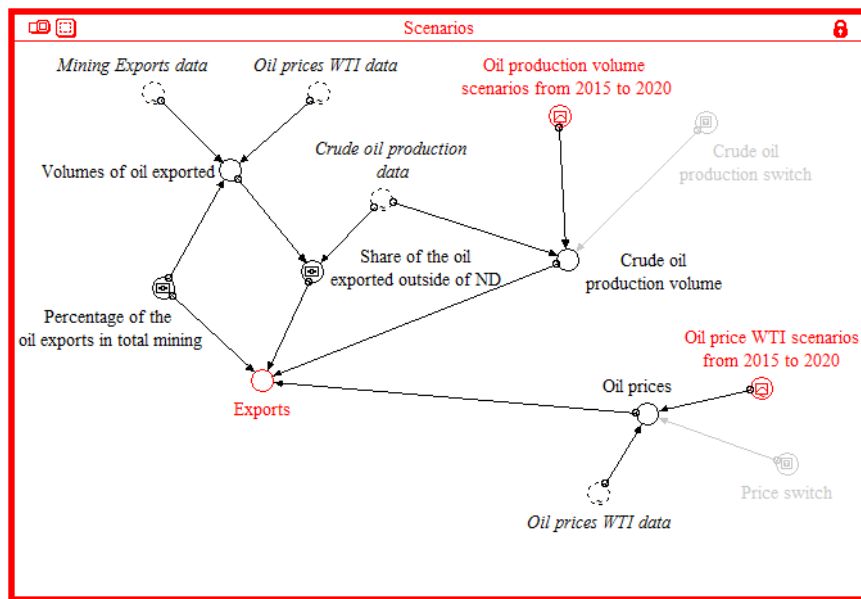 Scenarios
Mining Exports data
Oil prices WTI data
Oil production volume
scenarios from 2015 to 2020
Crude oil production
data
Crude oil
production switch
Volumes of oil exported
Share of the oil
exported outside of ND
Crude oil
production volume
Percentage of the
oil exports in total mining
Oil price WTI scenarios
from 2015 to 2020
Oil prices
Exports
Price switch
Oil prices WTI data